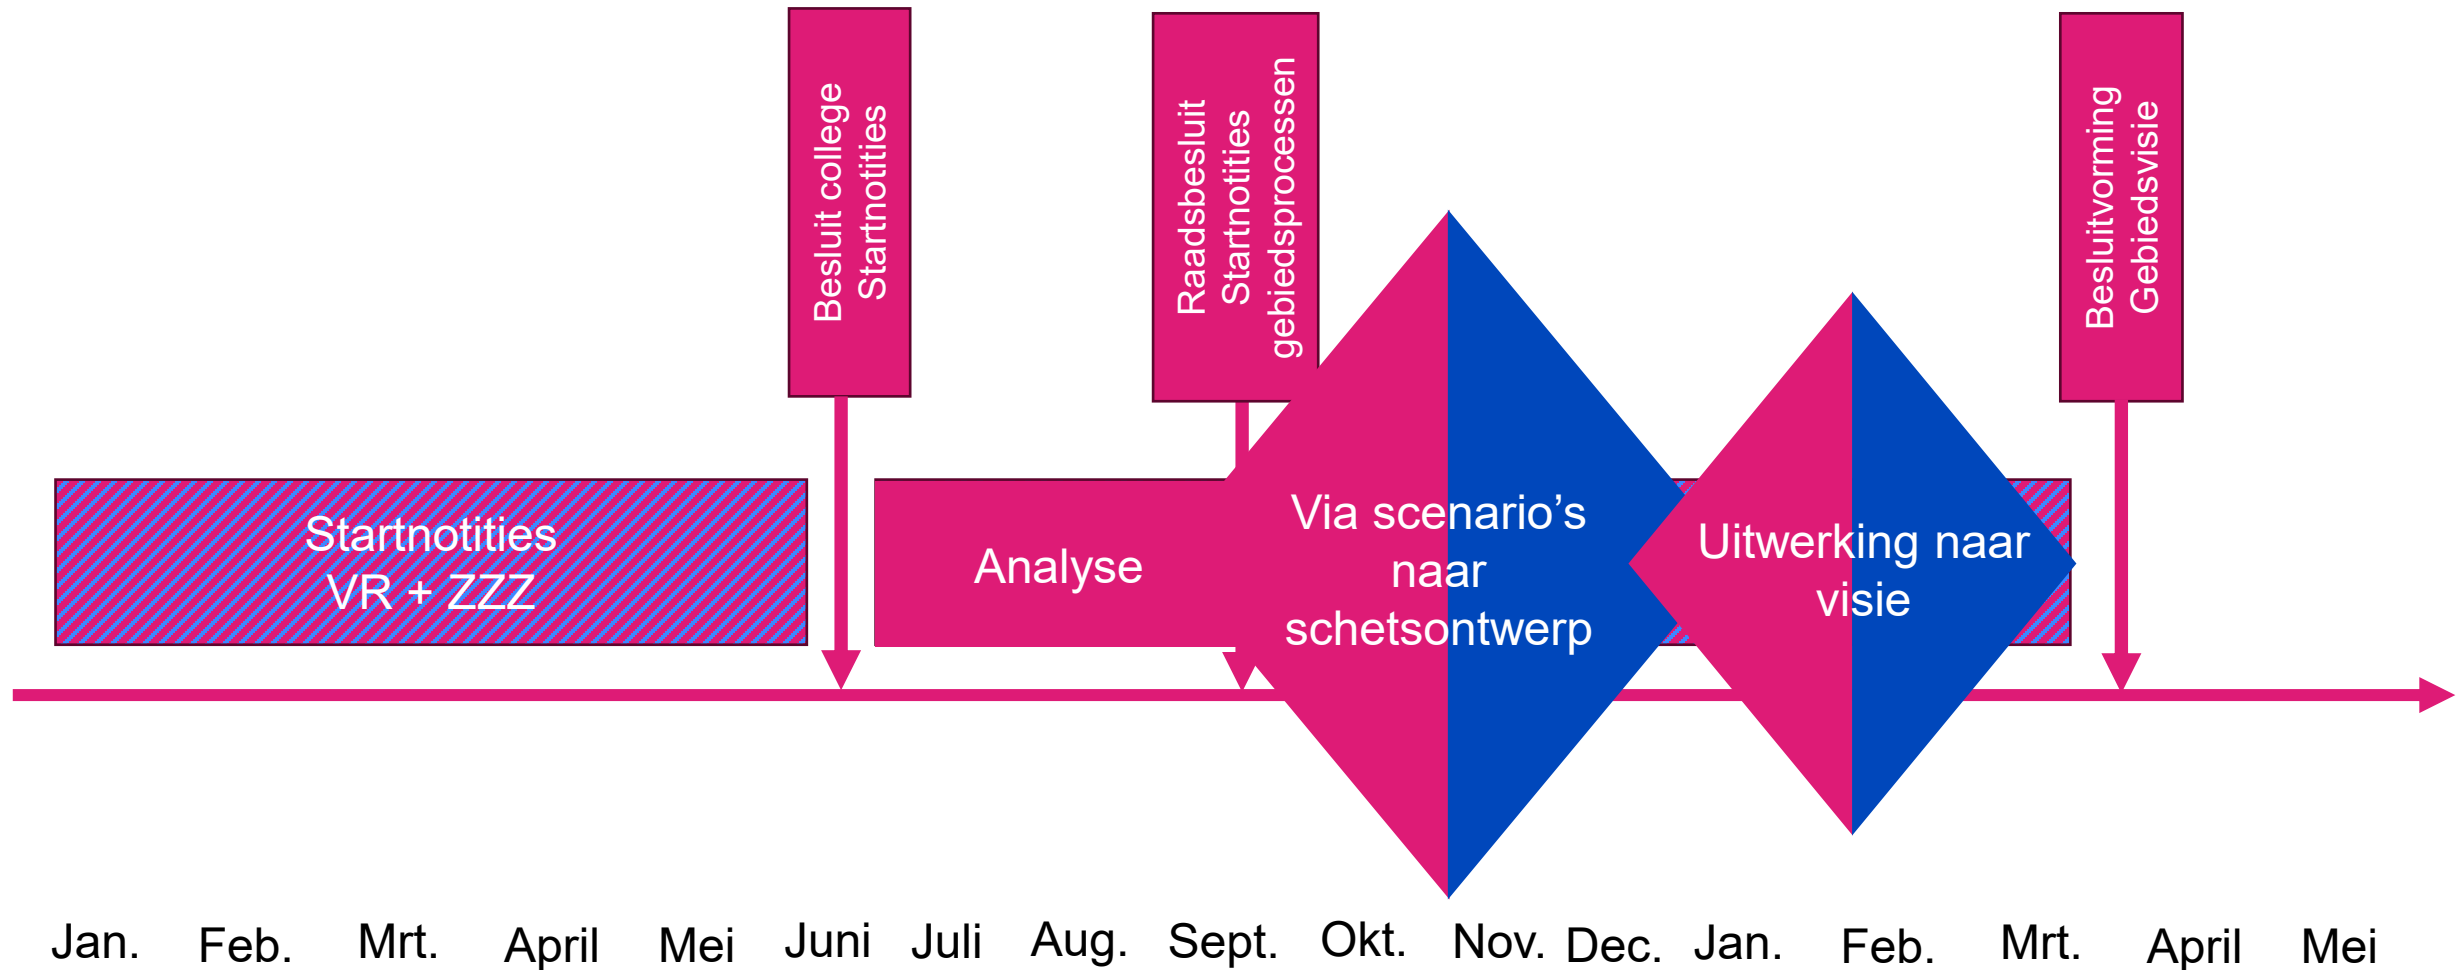 Besluit college
Startnotities
Raadsbesluit
Startnotities
gebiedsprocessen
Besluitvorming
Gebiedsvisie
Startnotities
VR + ZZZ
Analyse
Via scenario’s
naar
schetsontwerp
Uitwerking naar
visie
Jan. Feb. Mrt. April Mei Juni Juli Aug. Sept. Okt. Nov. Dec. Jan. Feb. Mrt. April Mei